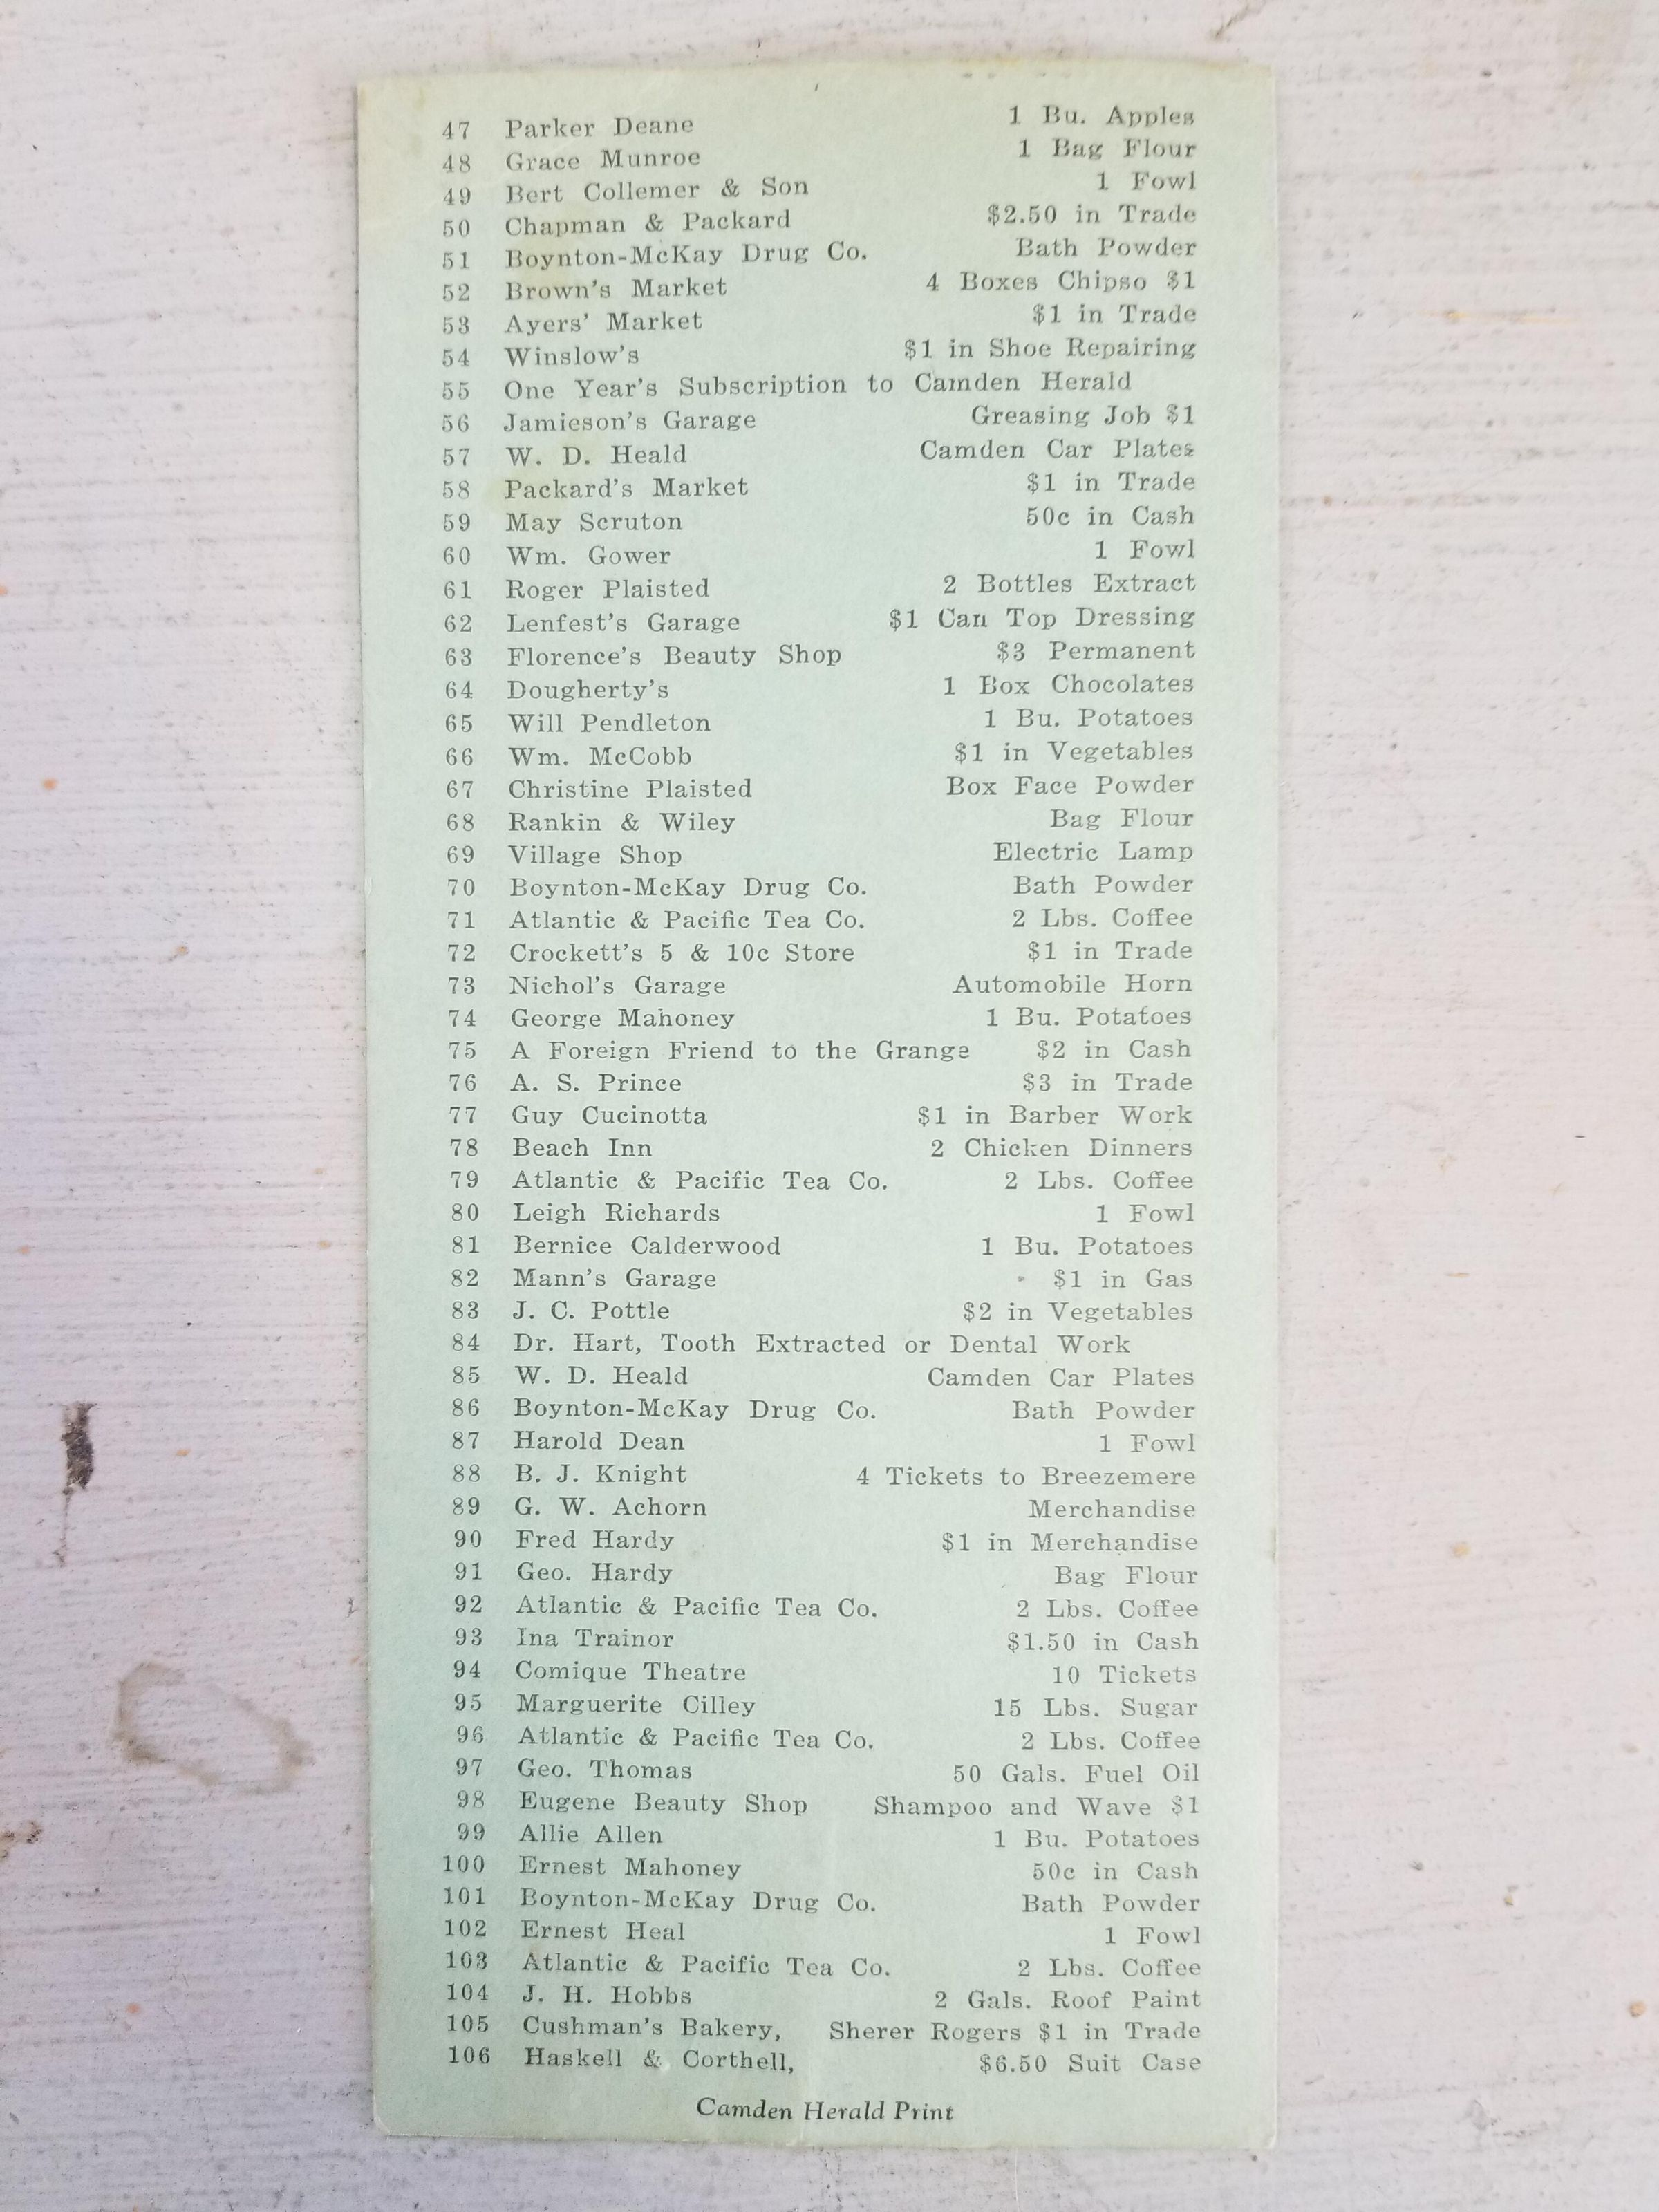 47 Parker Deane 1 Bu. Apples
48 Grace Munroe 1 Bag Flour
49 Bert Collemer & Son 1 Fowl
50 Chapman & Packard $2.50 in Trade
51 Boynton-McKay Drug Co. Bath Powder
52 Brown's Market 4 Boxes Chipso $1
53 Ayers' Market $1 in Trade
54 Winslow's $1 in Shoe Repairing
55 One Year's Subscription to Camden Herald
56 Jamieson's Garage Greasing Job $1
57 W. D. Heald Camden Car Plates
58 Packard's Market $1 in Trade
59 May Scruton 50c in Cash
60 Wm. Gower 1 Fowl
61 Roger Plaisted 2 Bottles Extract
62 Lenfest's Garage $1 Can Top Dressing
63 Florence's Beauty Shop $3 Permanent
64 Dougherty's 1 Box Chocolates
65 Will Pendleton 1 Bu. Potatoes
66 Wm. McCobb $1 in Vegetables
67 Christine Plaisted Box Face Powder
68 Rankin & Wiley Bag Flour
69 Village Shop Electric Lamp
70 Boynton-McKay Drug Co. Bath Powder
71 Atlantic & Pacific Tea Co. 2 Lbs. Coffee
72 Crockett's 5 & 10c Store $1 in Trade
73 Nichol's Garage Automobile Horn
74 George Mahoney 1 Bu. Potatoes
75 A Foreign Friend to the Grange $2 in Cash
76 A. S. Prince $3 in Trade
77 Guy Cucinotta $1 in Barber Work
78 Beach Inn 2 Chicken Dinners
79 Atlantic & Pacific Tea Co. 2 Lbs. Coffee
80 Leigh Richards 1 Fowl
81 Bernice Calderwood 1 Bu. Potatoes
82 Mann's Garage $1 in Gas
83 J. C. Pottle $2 in Vegetables
84 Dr. Hart, Tooth Extracted or Dental Work
85 W. D. Heald Camden Car Plates
86 Boynton-McKay Drug Co. Bath Powder
87 Harold Dean 1 Fowl
88 B. J. Knight 4 Tickets to Breezemere
89 G. W. Achorn Merchandise
90 Fred Hardy $1 in Merchandise
91 Geo. Hardy Bag Flour
92 Atlantic & Pacific Tea Co. 2 Lbs. Coffee
93 Ina Trainor $1.50 in Cash
94 Comique Theatre 10 Tickets
95 Marguerite Cilley 15 Lbs. Sugar
96 Atlantic & Pacific Tea Co. 2 Lbs. Coffee
97 Geo. Thomas 50 Gals. Fuel Oil
98 Eugene Beauty Shop Shampoo and Wave $1
99 Allie Allen 1 Bu. Potatoes
100 Ernest Mahoney 50c in Cash
101 Boynton-McKay Drug Co. Bath Powder
102 Ernest Heal 1 Fowl
103 Atlantic & Pacific Tea Co. 2 Lbs. Coffee
104 J. H. Hobbs 2 Gals. Roof Paint
105 Cushman's Bakery, Sherer Rogers $1 in Trade
106 Haskell & Corthell, $6.50 Suit Case
Camden Herald Print